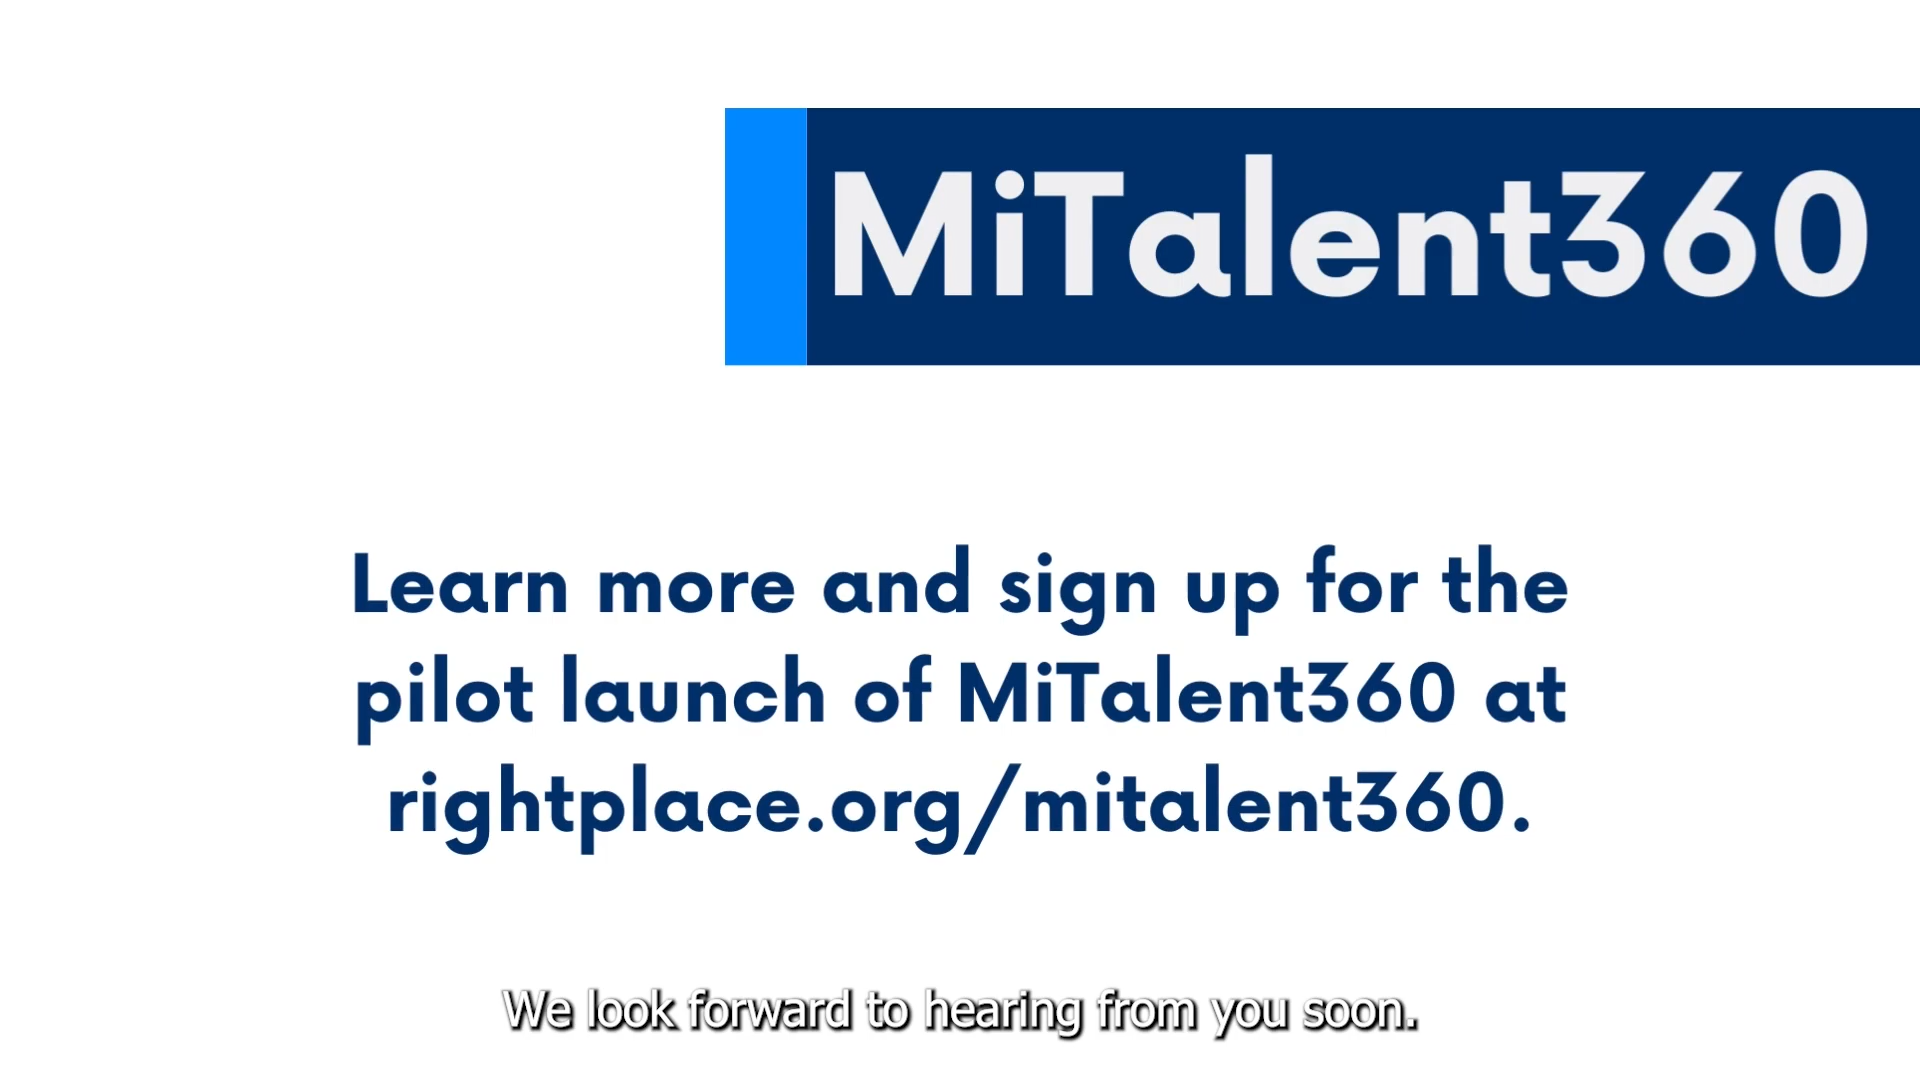 MiTalent360
Learn more and sign up for the
pilot launch of MiTalent360 at
rightplace.org/mitalent360.
We look forward to hearing from you soon.